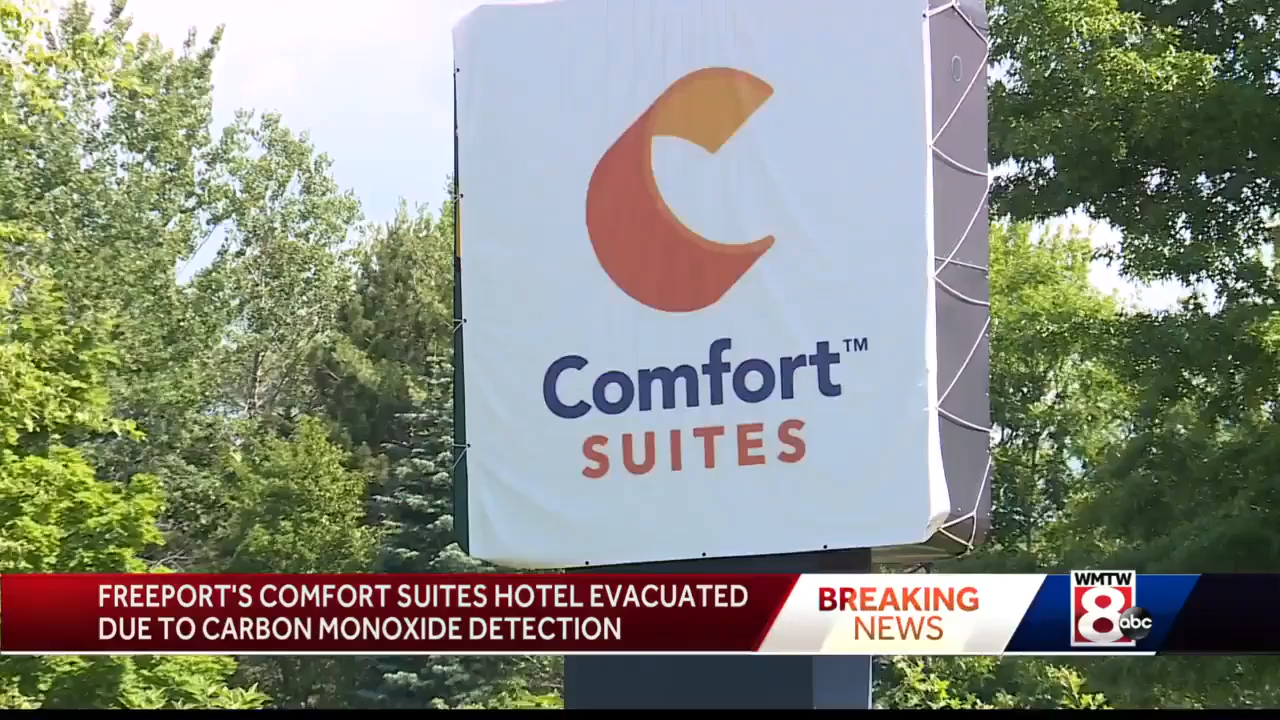 Comfort™
SUITES
FREEPORT'S COMFORT SUITES HOTEL EVACUATED
DUE TO CARBON MONOXIDE DETECTION
BREAKING
NEWS
WMTW
8
abc